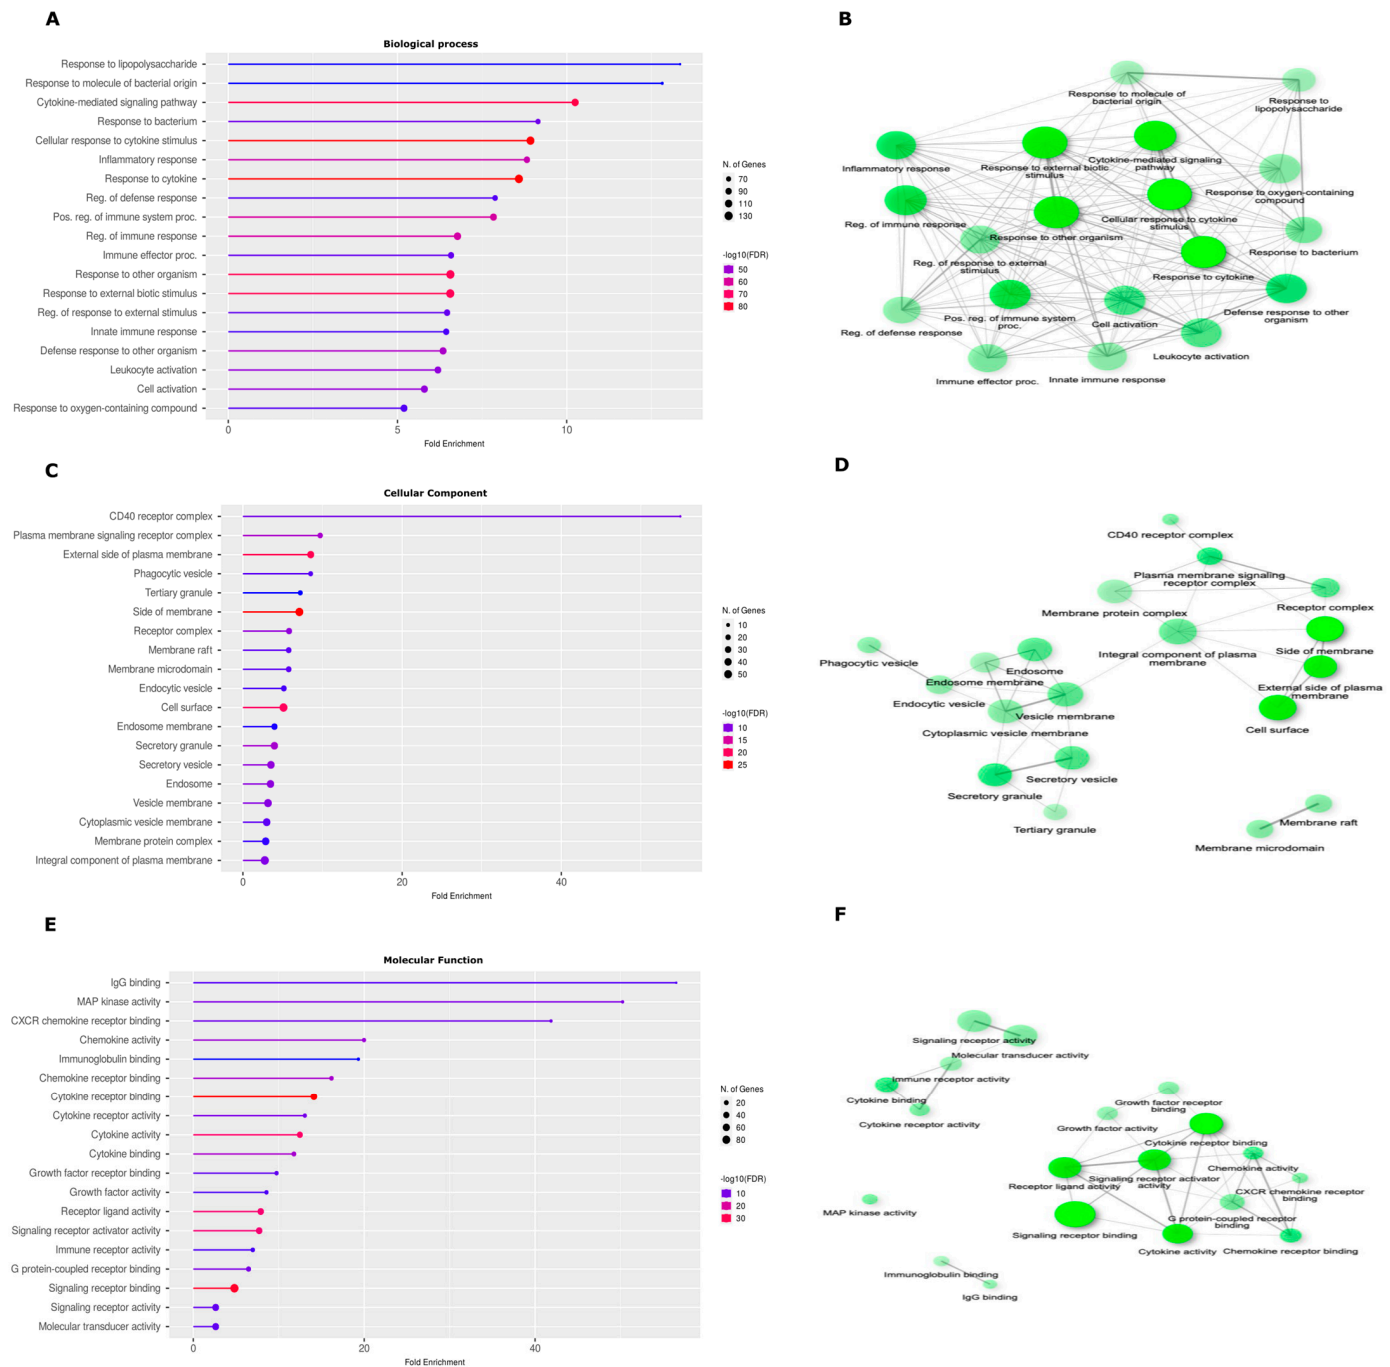 A
Biological process
Response to lipopolysaccharide
Response to molecule of bacterial origin
Cytokine-mediated signaling pathway
Response to bacterium
Cellular response to cytokine stimulus
Inflammatory response
Response to cytokine
Reg. of defense response
Pos. reg. of immune system proc.
Reg. of immune response
Immune effector proc.
Response to other organism
Response to external biotic stimulus
Reg. of response to external stimulus
Innate immune response
Defense response to other organism
Leukocyte activation
Cell activation
Response to oxygen-containing compound
0
5
10
Fold Enrichment
N. of Genes
70
90
110
130
-log10(FDR)
50
60
70
80
B
Response to molecule of
bacterial origin
Response to
lipopolysaccharide
Inflammatory response
Response to external biotic
stimulus
Cytokine-mediated signaling
pathway
Response to oxygen-containing
compound
Reg. of immune response
Response to other organism
Cellular response to cytokine
stimulus
Response to bacterium
Reg. of response to external
stimulus
Response to cytokine
Reg. of defense response
Pos. reg. of immune system
proc.
Cell activation
Defense response to other
organism
Leukocyte activation
Immune effector proc.
Innate immune response
C
Cellular Component
CD40 receptor complex
Plasma membrane signaling receptor complex
External side of plasma membrane
Phagocytic vesicle
Tertiary granule
Side of membrane
Receptor complex
Membrane raft
Membrane microdomain
Endocytic vesicle
Cell surface
Endosome membrane
Secretory granule
Secretory vesicle
Endosome
Vesicle membrane
Cytoplasmic vesicle membrane
Membrane protein complex
Integral component of plasma membrane
0
20
40
Fold Enrichment
N. of Genes
10
20
30
40
50
-log10(FDR)
10
15
20
25
D
CD40 receptor complex
Plasma membrane signaling
receptor complex
Membrane protein complex
Receptor complex
Side of membrane
Integral component of plasma
membrane
Phagocytic vesicle
Endosome
Endosome membrane
External side of plasma
membrane
Endocytic vesicle
Vesicle membrane
Cytoplasmic vesicle membrane
Cell surface
Secretory vesicle
Secretory granule
Tertiary granule
Membrane raft
Membrane microdomain
E
Molecular Function
IgG binding
MAP kinase activity
CXCR chemokine receptor binding
Chemokine activity
Immunoglobulin binding
Chemokine receptor binding
Cytokine receptor binding
Cytokine receptor activity
Cytokine activity
Cytokine binding
Growth factor receptor binding
Growth factor activity
Receptor ligand activity
Signaling receptor activator activity
Immune receptor activity
G protein-coupled receptor binding
Signaling receptor binding
Signaling receptor activity
Molecular transducer activity
0
20
40
Fold Enrichment
N. of Genes
20
40
60
80
-log10(FDR)
10
20
30
F
Signaling receptor activity
Molecular transducer activity
Immune receptor activity
Cytokine binding
Cytokine receptor activity
Growth factor receptor
binding
Growth factor activity
Cytokine receptor binding
Chemokine activity
Receptor ligand activity
Signaling receptor activator
activity
CXCR chemokine receptor
binding
MAP kinase activity
G protein-coupled receptor
binding
Signaling receptor binding
Cytokine activity
Chemokine receptor binding
Immunoglobulin binding
IgG binding